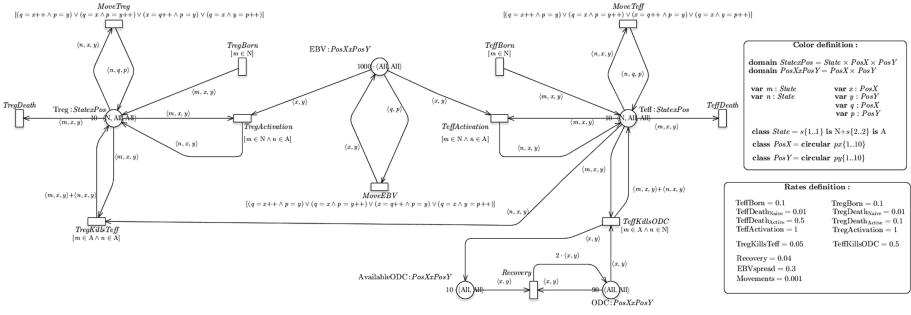 MoveTreg
[(q = x++ ∧ p = y) ∨ (q = x ∧ p = y++) ∨ (x = q++ ∧ p = y) ∨ (q = x ∧ y = p++)]
MoveTeff
[(q = x++ ∧ p = y) ∨ (q = x ∧ p = y++) ∨ (x = q++ ∧ p = y) ∨ (q = x ∧ y = p++)]
⟨n, x, y⟩
⟨n, q, p⟩
TregBorn
[m ∈ N]
⟨m, x, y⟩
EBV : PosXxPosY
1000 · ⟨All, All⟩
TeffBorn
[m ∈ N]
⟨m, x, y⟩
⟨n, x, y⟩
⟨n, q, p⟩
TregDeath
⟨m, x, y⟩
Treg : StatexPos
10 · ⟨N, All, All⟩
⟨m, x, y⟩
⟨n, x, y⟩
⟨x, y⟩
TregActivation
[m ∈ N ∧ n ∈ A]
⟨q, p⟩
⟨x, y⟩
MoveEBV
[(q = x++ ∧ p = y) ∨ (q = x ∧ p = y++) ∨ (x = q++ ∧ p = y) ∨ (q = x ∧ y = p++)]
⟨x, y⟩
TeffActivation
[m ∈ N ∧ n ∈ A]
⟨m, x, y⟩
⟨n, x, y⟩
Teff : StatexPos
10 · ⟨N, All, All⟩
⟨m, x, y⟩
TeffDeath
⟨m, x, y⟩
⟨m, x, y⟩+⟨n, x, y⟩
TregKillsTeff
[m ∈ A ∧ n ∈ A]
⟨n, x, y⟩
⟨m, x, y⟩
⟨m, x, y⟩+⟨n, x, y⟩
TeffKillsODC
[m ∈ A ∧ n ∈ N]
⟨x, y⟩
⟨x, y⟩
2 · ⟨x, y⟩
AvailableODC : PosXxPosY
10 · ⟨All, All⟩
⟨x, y⟩
Recovery
⟨x, y⟩
90 · ⟨All, All⟩
ODC : PosXxPosY
Color definition :
domain StatexPos = State × PosX × PosY
domain PosXxPosY = PosX × PosY
var m : State var x : PosX
var n : State var y : PosY
var q : PosX
var p : PosY
class State = s{1..1} is N+s{2..2} is A
class PosX = circular px{1..10}
class PosY = circular py{1..10}
Rates definition :
TeffBorn = 0.1 TregBorn = 0.1
TeffDeathNaive = 0.01 TregDeathNaive = 0.01
TeffDeathActive = 0.5 TregDeathActive = 0.1
TeffActivation = 1 TregActivation = 1
TregKillsTeff = 0.05 TeffKillsODC = 0.5
Recovery = 0.04
EBVspread = 0.3
Movements = 0.001